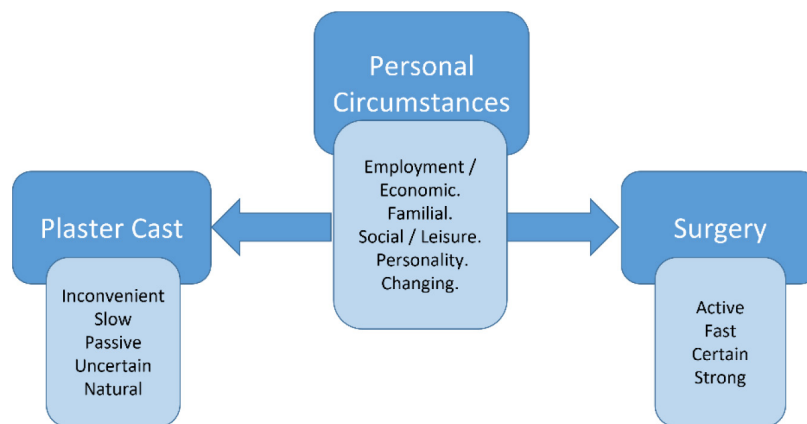 Personal
Circumstances
Employment /
Economic.
Familial.
Social / Leisure.
Personality.
Changing.
Plaster Cast
Inconvenient
Slow
Passive
Uncertain
Natural
Surgery
Active
Fast
Certain
Strong